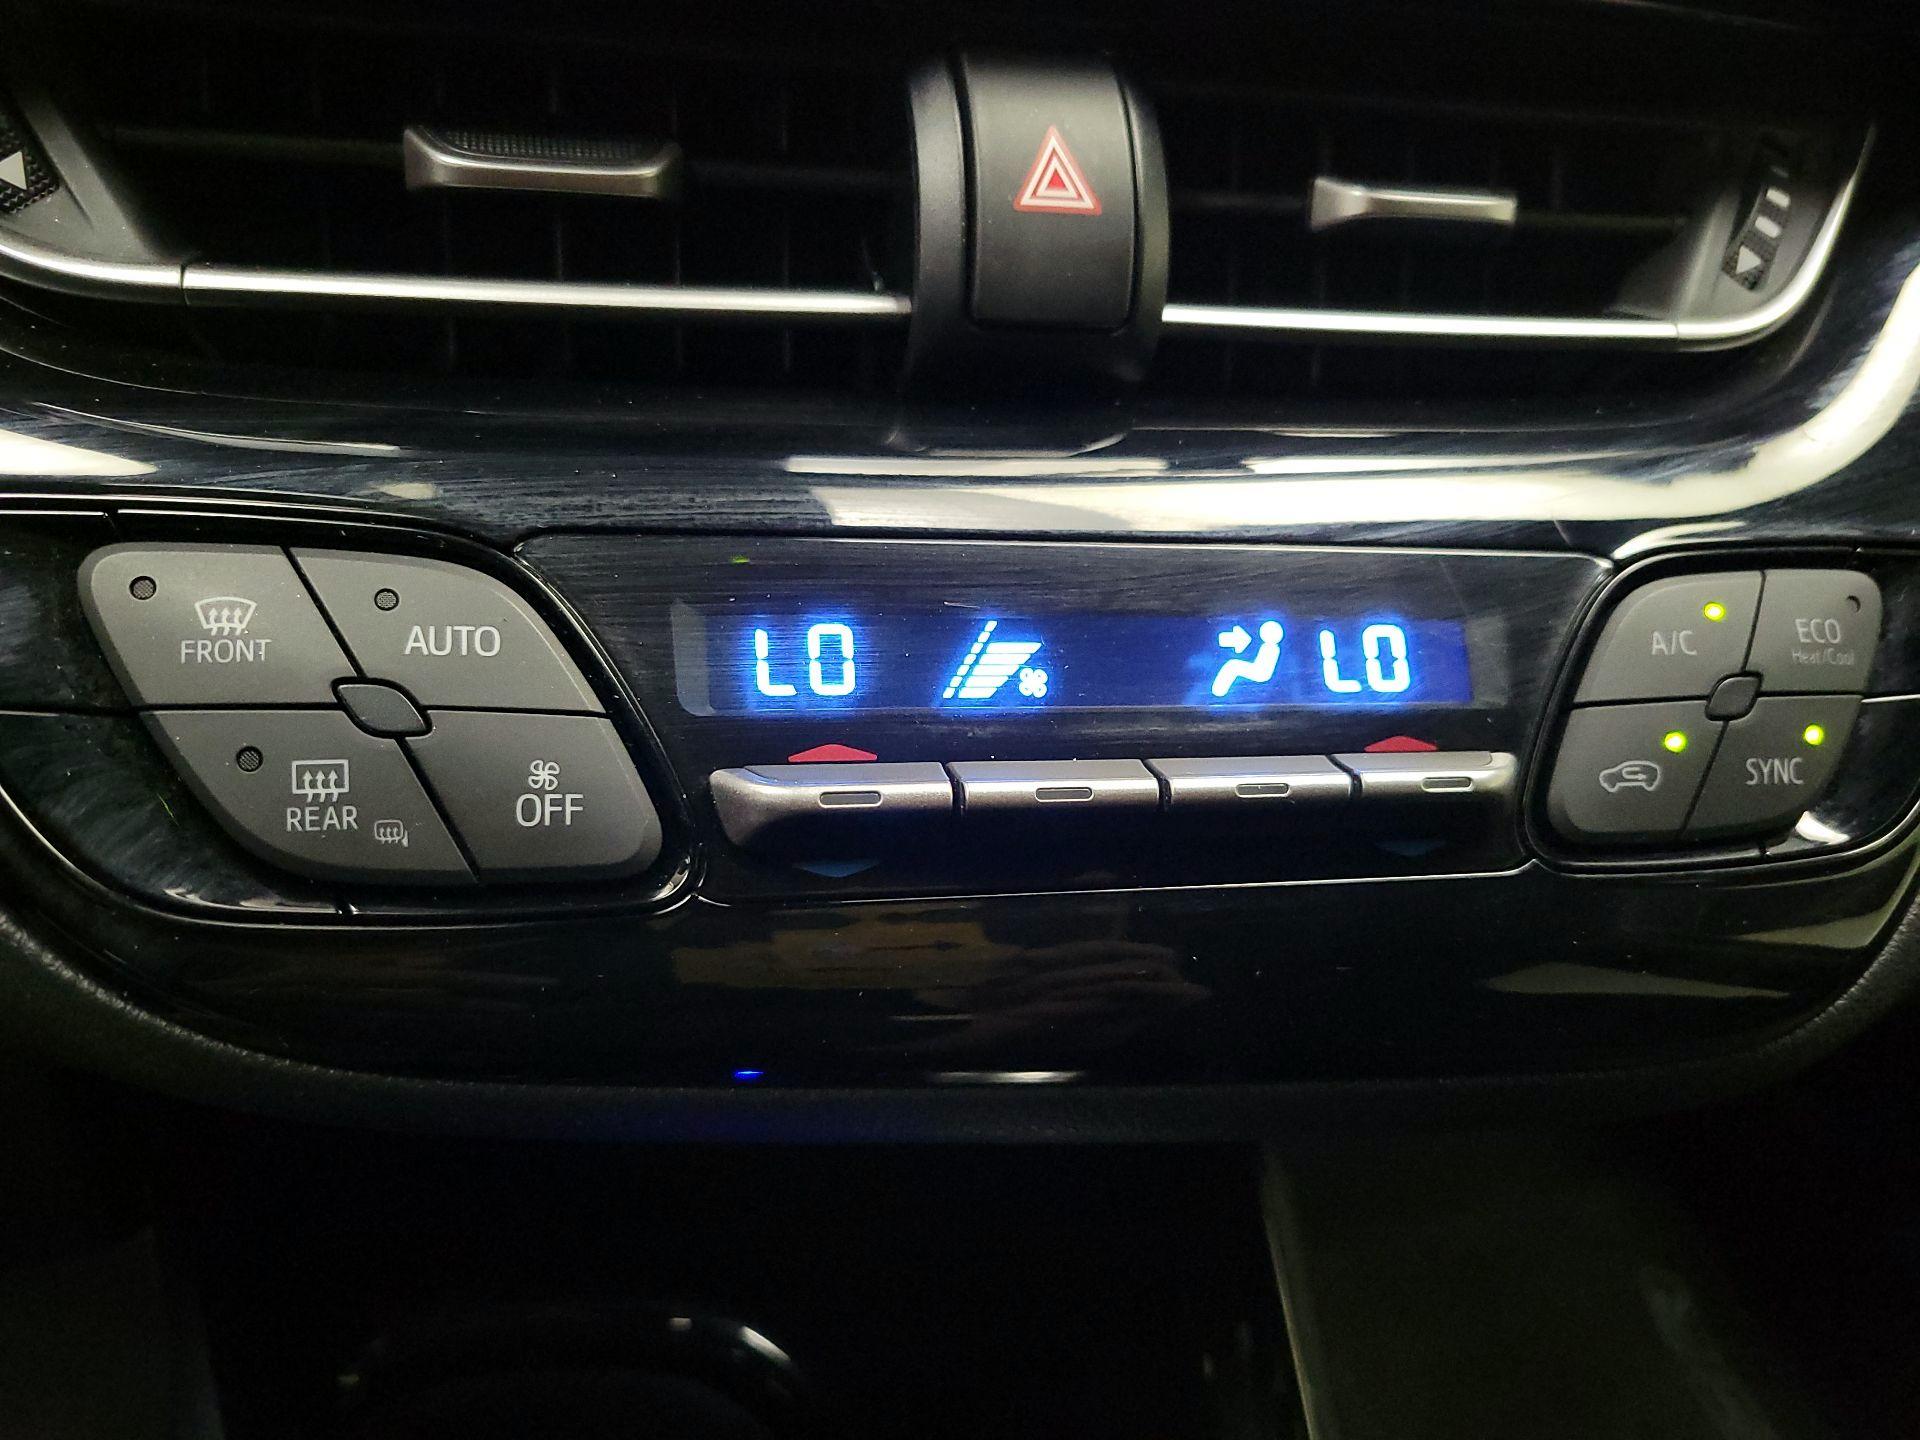 FRONT
AUTO
REAR
OFF
LO
LO
A/C
ECO
Heat/Cool
SYNC